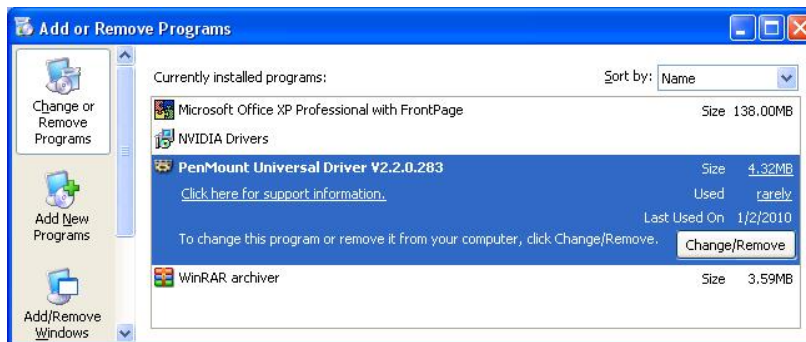 Add or Remove Programs
Change or
Remove
Programs
Add New
Programs
Add/Remove
Windows
Currently installed programs:
Sort by: Name
Microsoft Office XP Professional with FrontPage Size 138.00MB
NVIDIA Drivers
PenMount Universal Driver V2.2.0.283 Size 4.32MB
Click here for support information. Used rarely
Last Used On 1/2/2010
To change this program or remove it from your computer, click Change/Remove. Change/Remove
WinRAR archiver Size 3.59MB